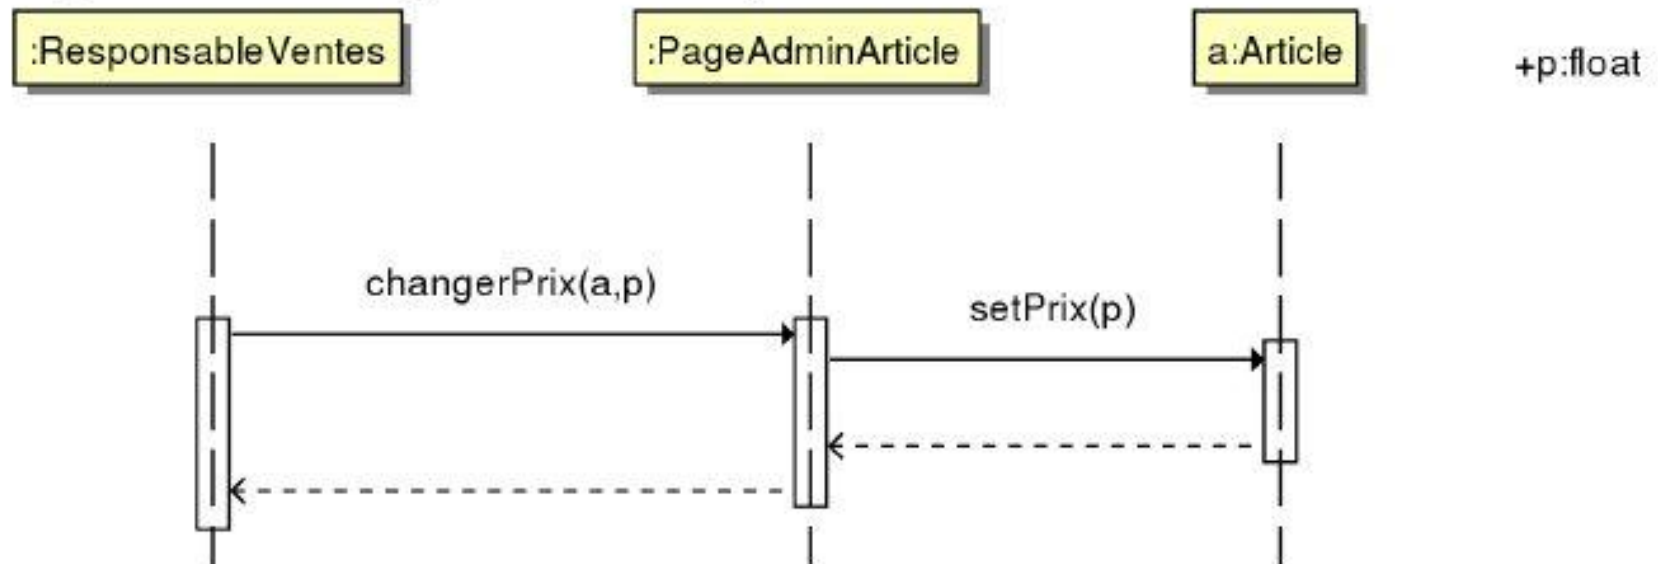 :ResponsableVentes
:PageAdminArticle
a:Article
+p:float
changerPrix(a,p)
setPrix(p)